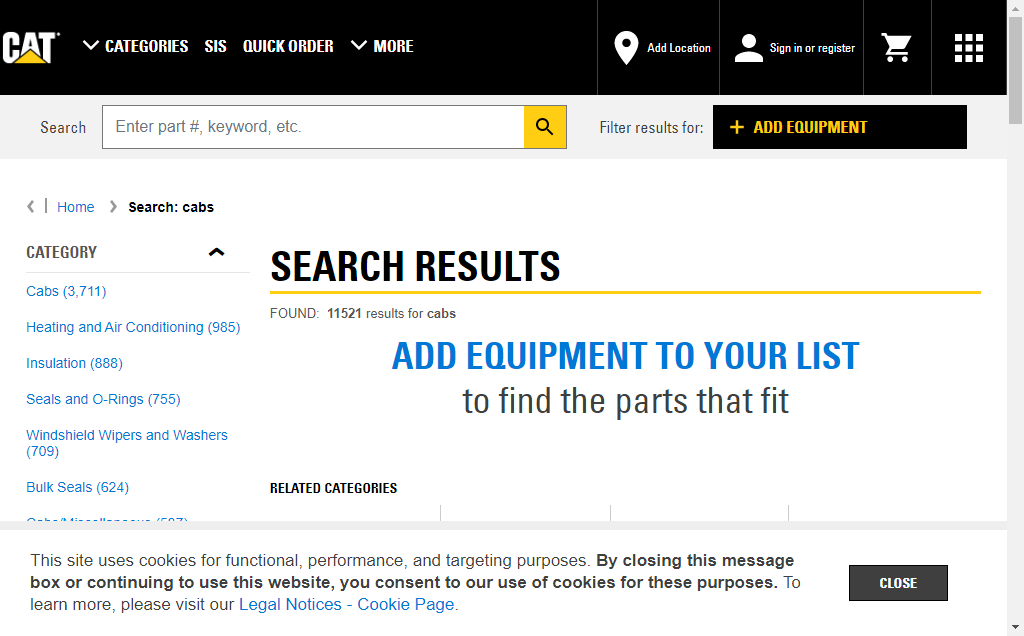 CAT
CATEGORIES SIS QUICK ORDER MORE
Add Location
Sign in or register
Search
Enter part #, keyword, etc.
Filter results for:
+ ADD EQUIPMENT
Home
Search: cabs
CATEGORY
Cabs (3,711)
Heating and Air Conditioning (985)
Insulation (888)
Seals and O-Rings (755)
Windshield Wipers and Washers
(709)
Bulk Seals (624)
Cabs/Miscellaneous (587)
SEARCH RESULTS
FOUND: 11521 results for cabs
ADD EQUIPMENT TO YOUR LIST
to find the parts that fit
RELATED CATEGORIES
This site uses cookies for functional, performance, and targeting purposes. By closing this message
box or continuing to use this website, you consent to our use of cookies for these purposes. To
learn more, please visit our Legal Notices - Cookie Page.
CLOSE